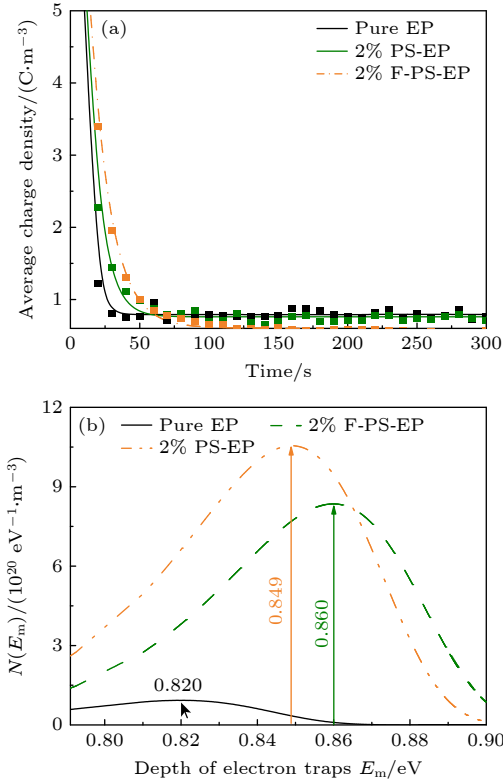 (a)
Pure EP
2% PS-EP
2% F-PS-EP
Average charge density/(C·m⁻³)
5
4
3
2
1
0 50 100 150 200 250 300
Time/s
(b)
Pure EP 2% F-PS-EP
2% PS-EP
N(Eₘ)/(10²⁰ eV⁻¹·m⁻³)
12
9
6
3
0
0.849
0.860
0.820
0.80 0.82 0.84 0.86 0.88 0.90
Depth of electron traps Eₘ/eV